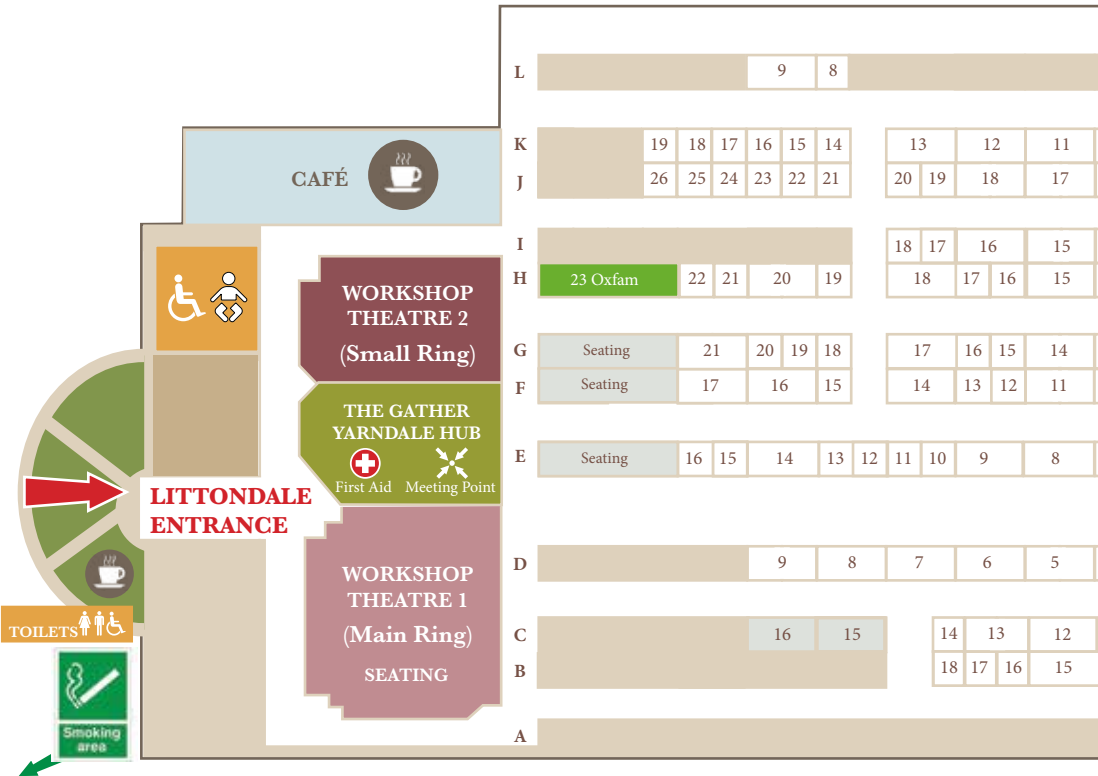 L 9 8
K 19 18 17 16 15 14 13 12 11
CAFÉ
J 26 25 24 23 22 21 20 19 18 17
I 18 17 16 15
H 23 Oxfam 22 21 20 19 18 17 16 15
WORKSHOP
THEATRE 2
(Small Ring)
G Seating 21 20 19 18 17 16 15 14
F Seating 17 16 15 14 13 12 11
THE GATHER
YARNDALE HUB
First Aid Meeting Point
E Seating 16 15 14 13 12 11 10 9 8
LITTONDALE
ENTRANCE
D 9 8 7 6 5
WORKSHOP
THEATRE 1
(Main Ring)
SEATING
C 16 15 14 13 12
B 18 17 16 15
TOILETS
Smoking
area
A